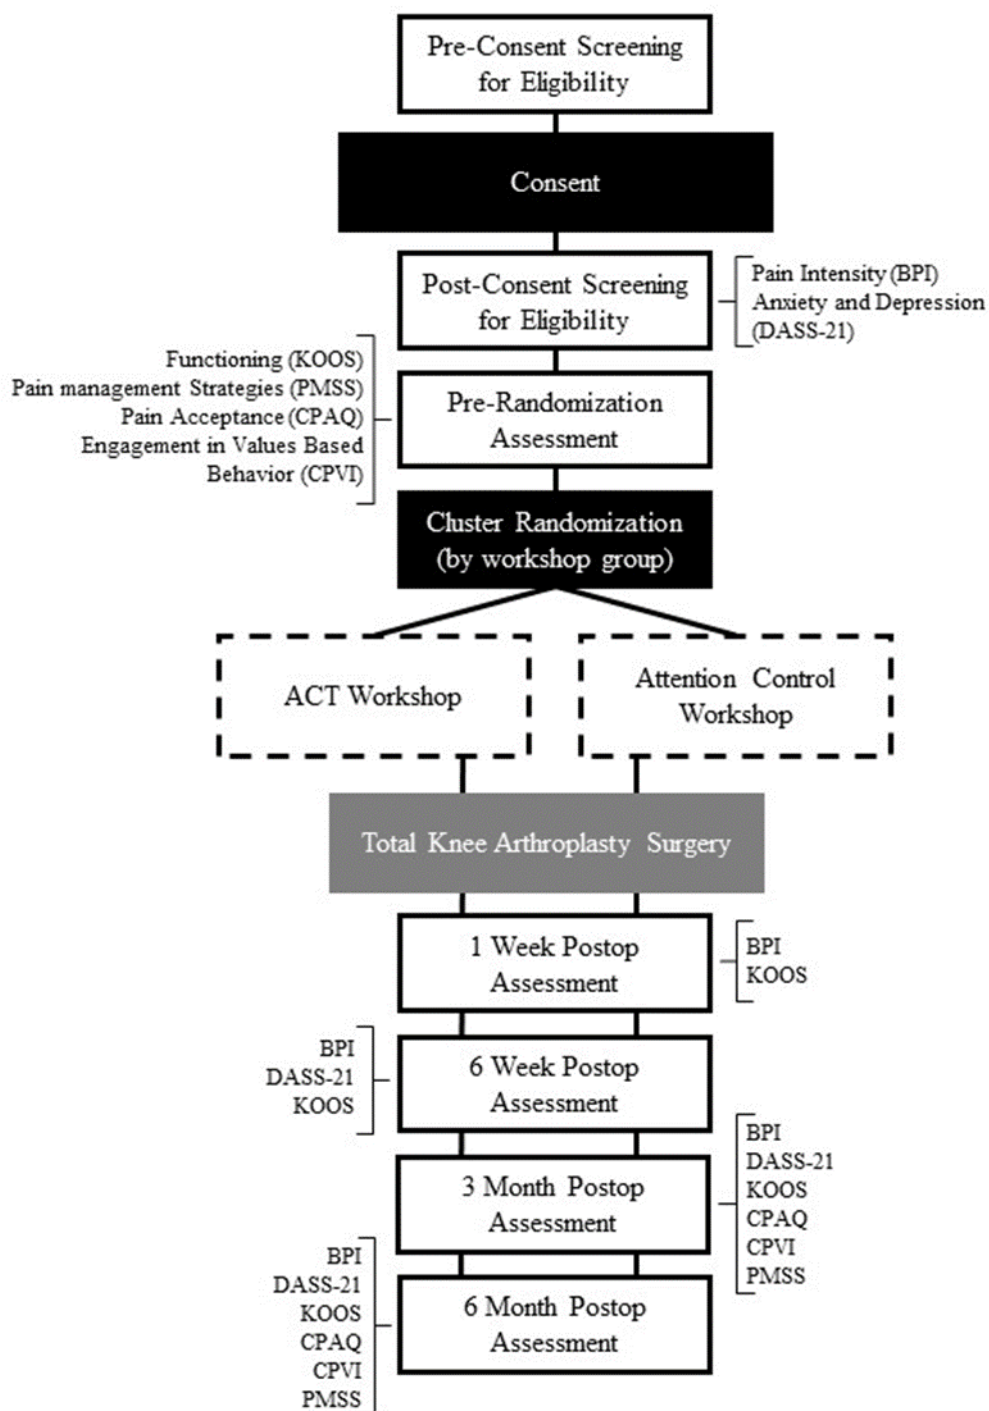 Pre-Consent Screening
for Eligibility
Consent
Post-Consent Screening
for Eligibility
Pain Intensity (BPI)
Anxiety and Depression
(DASS-21)
Functioning (KOOS)
Pain management Strategies (PMSS)
Pain Acceptance (CPAQ)
Engagement in Values Based
Behavior (CPVI)
Pre-Randomization
Assessment
Cluster Randomization
(by workshop group)
ACT Workshop
Attention Control
Workshop
Total Knee Arthroplasty Surgery
1 Week Postop
Assessment
BPI
KOOS
BPI
DASS-21
KOOS
6 Week Postop
Assessment
3 Month Postop
Assessment
BPI
DASS-21
KOOS
CPAQ
CPVI
PMSS
BPI
DASS-21
KOOS
CPAQ
CPVI
PMSS
6 Month Postop
Assessment